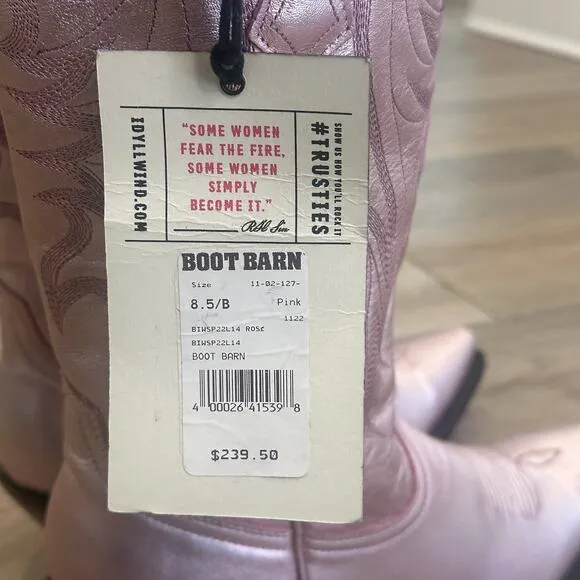 IDYLLWIND.COM
“SOME WOMEN
FEAR THE FIRE,
SOME WOMEN
SIMPLY
BECOME IT.”
SHOW US HOW YOU'LL ROCK IT
#TRUSTIES
BOOT BARN
Size 11-02-127-
8.5/B Pink
1122
BIWSP22L14 ROSE
BIWSP22L14
BOOT BARN
4 00026 41539 8
$239.50